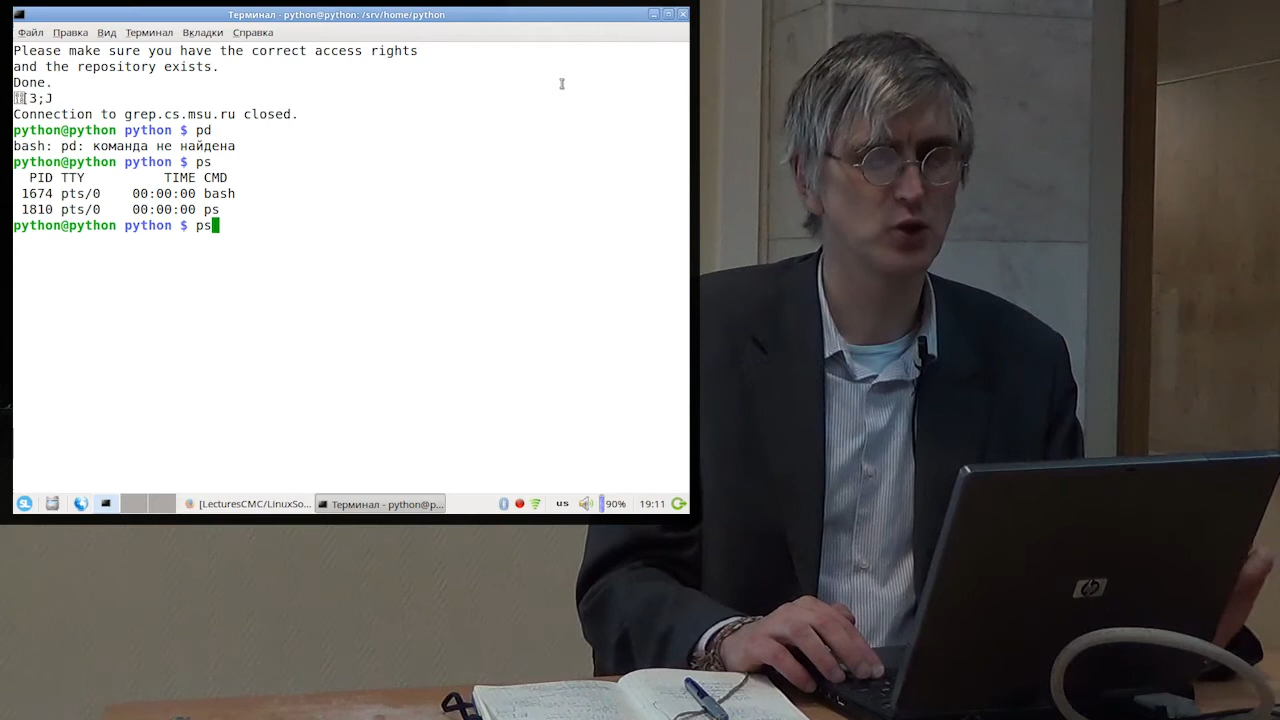 Терминал - python@python: /srv/home/python
Файл Правка Вид Терминал Вкладки Справка
Please make sure you have the correct access rights
and the repository exists.
Done.
[3;J
Connection to grep.cs.msu.ru closed.
python@python python $ pd
bash: pd: команда не найдена
python@python python $ ps
PID TTY TIME CMD
1674 pts/0 00:00:00 bash
1810 pts/0 00:00:00 ps
python@python python $ ps
SL [LecturesCMC/LinuxSo... Терминал - python@p... us 90% 19:11
hp